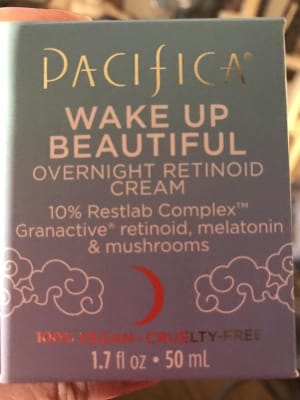 PACIFICA®
WAKE UP
BEAUTIFUL
OVERNIGHT RETINOID
CREAM
10% Restlab Complex™
Granactive® retinoid, melatonin
& mushrooms
100% VEGAN + CRUELTY-FREE
1.7 fl oz • 50 mL